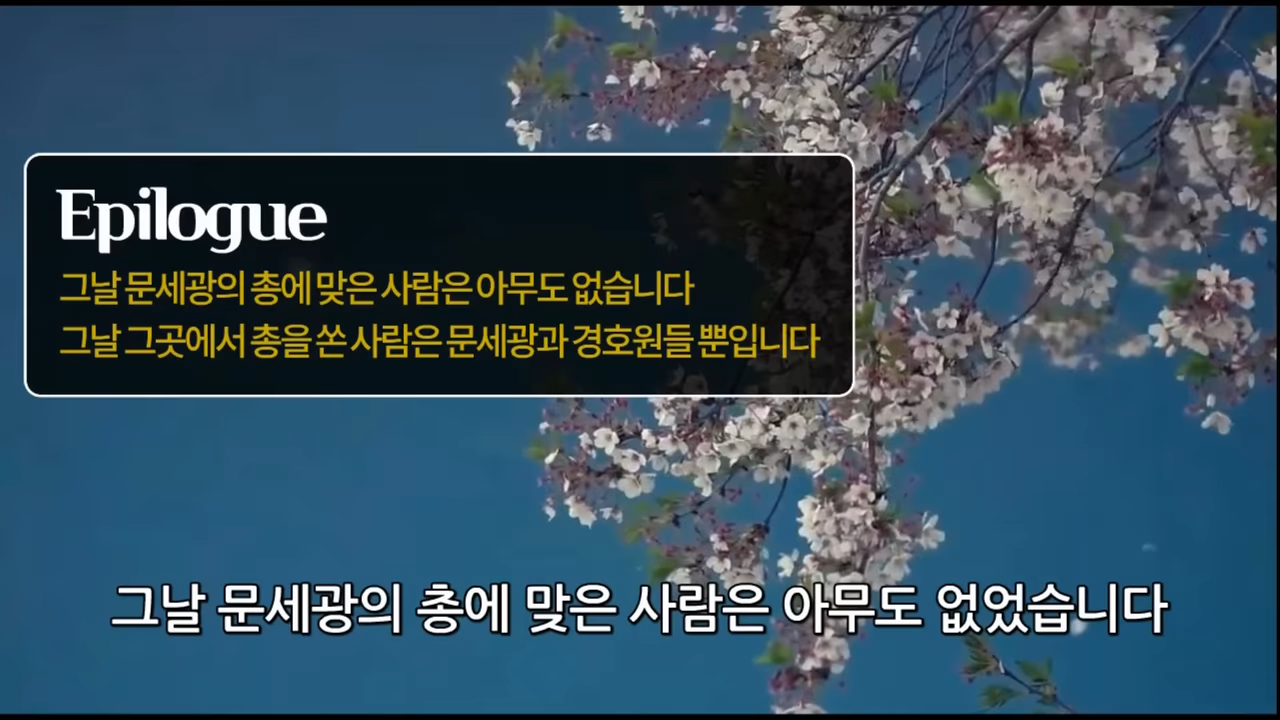 Epilogue
그날 문세광의 총에 맞은 사람은 아무도 없습니다
그날 그곳에서 총을 쏜 사람은 문세광과 경호원들 뿐입니다
그날 문세광의 총에 맞은 사람은 아무도 없었습니다